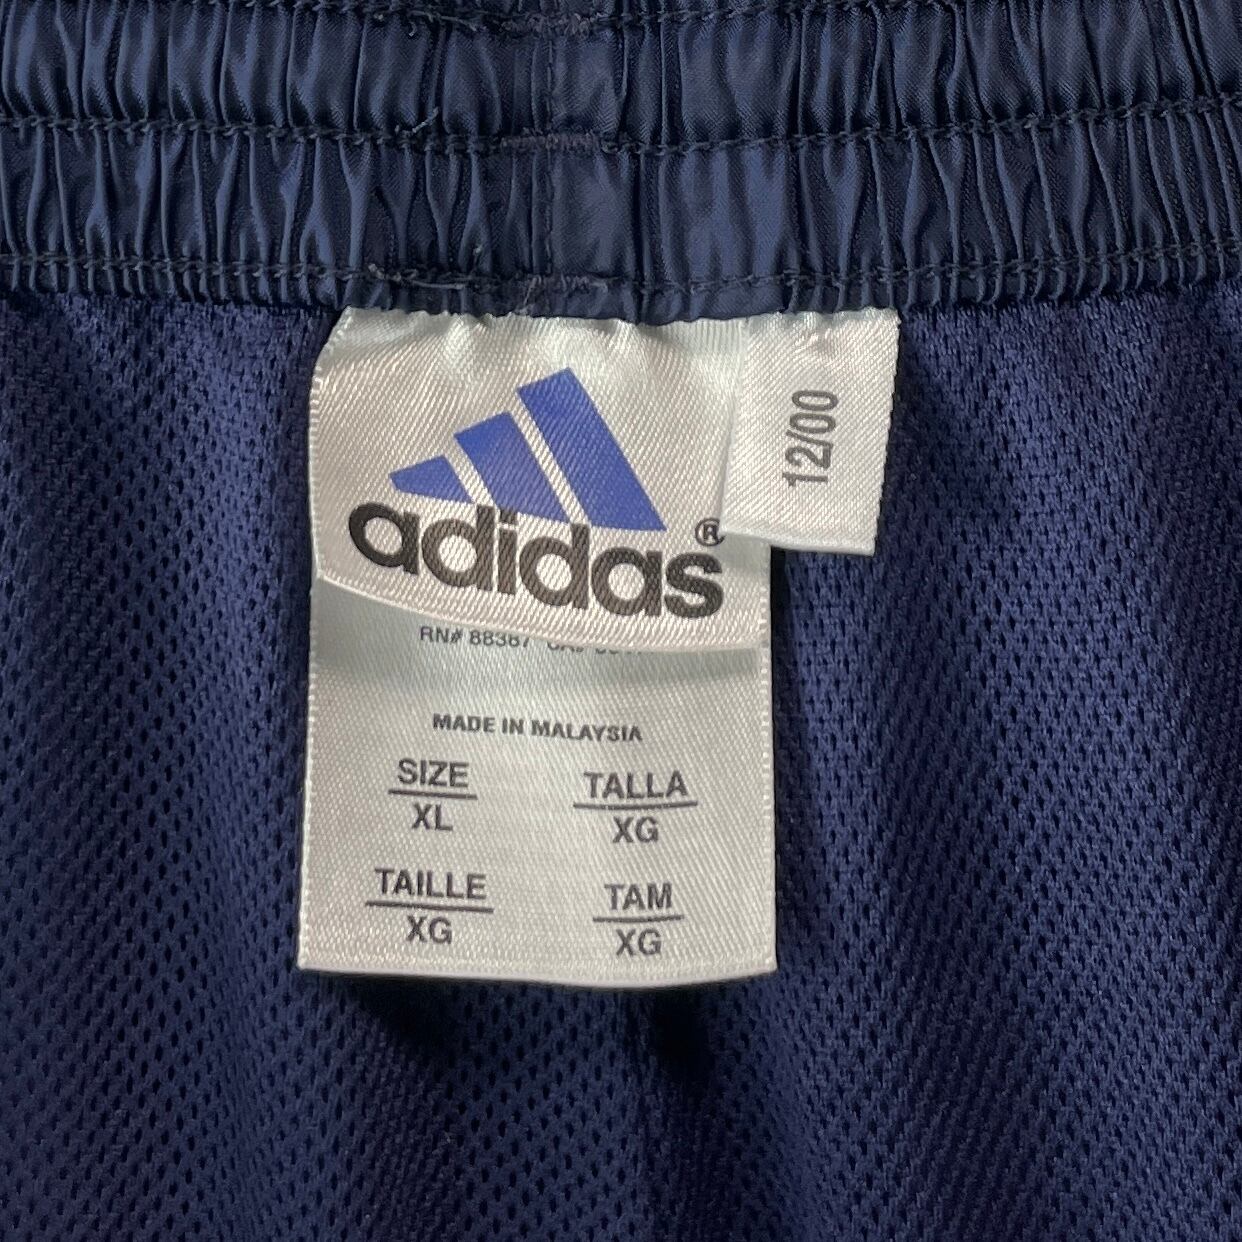 adidas®
12/00
RN# 88387
MADE IN MALAYSIA
SIZE
XL
TALLA
XG
TAILLE
XG
TAM
XG